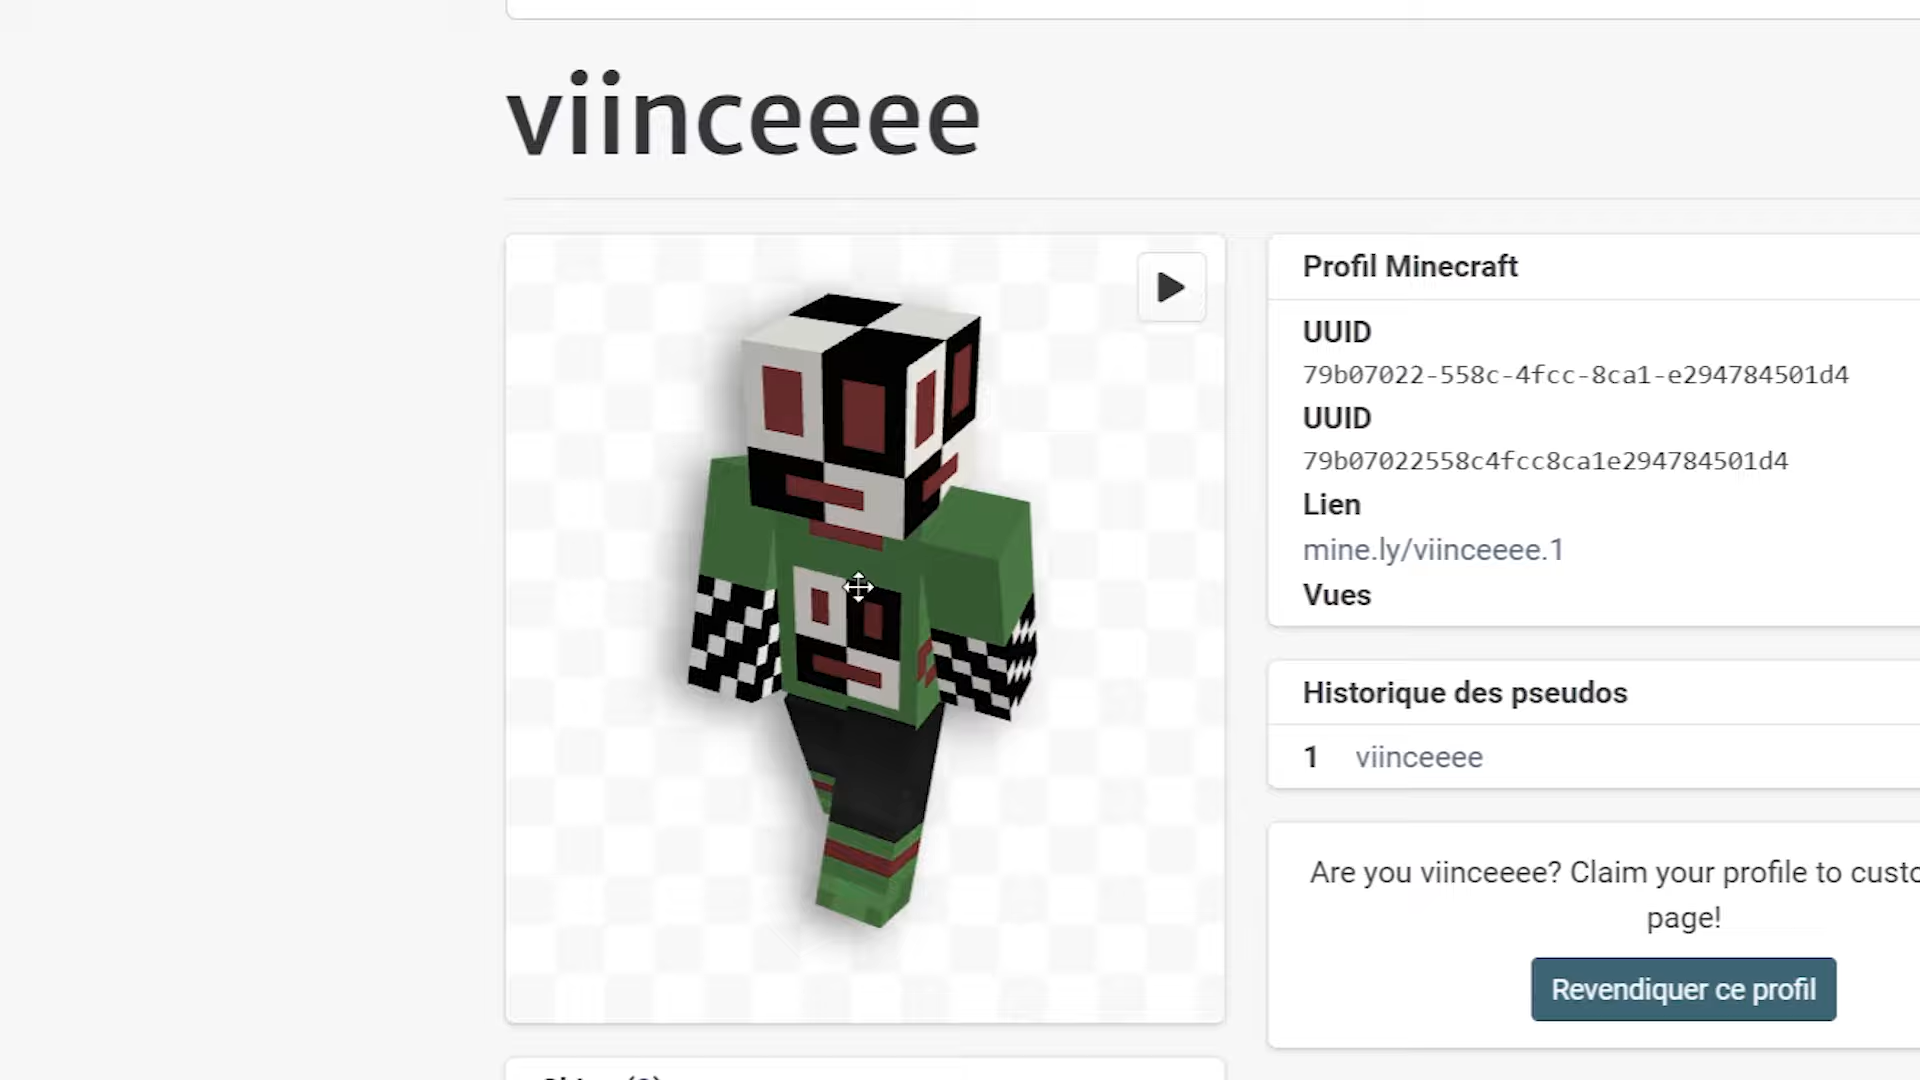 viinceeee
Profil Minecraft
UUID
79b07022-558c-4fcc-8ca1-e294784501d4
UUID
79b07022558c4fcc8ca1e294784501d4
Lien
mine.ly/viinceeee.1
Vues
Historique des pseudos
1 viinceeee
Are you viinceeee? Claim your profile to custo
page!
Revendiquer ce profil